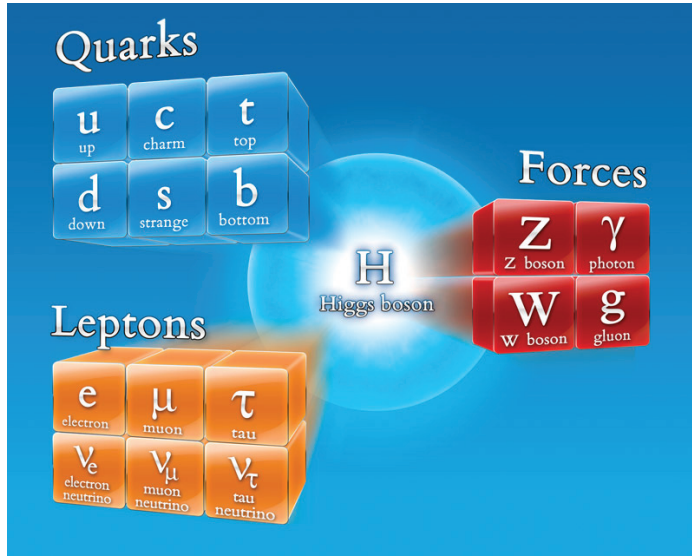 Quarks
u
up
c
charm
t
top
d
down
s
strange
b
bottom
Forces
Z
Z boson
γ
photon
W
W boson
g
gluon
H
Higgs boson
Leptons
e
electron
μ
muon
τ
tau
νe
electron
neutrino
νμ
muon
neutrino
ντ
tau
neutrino